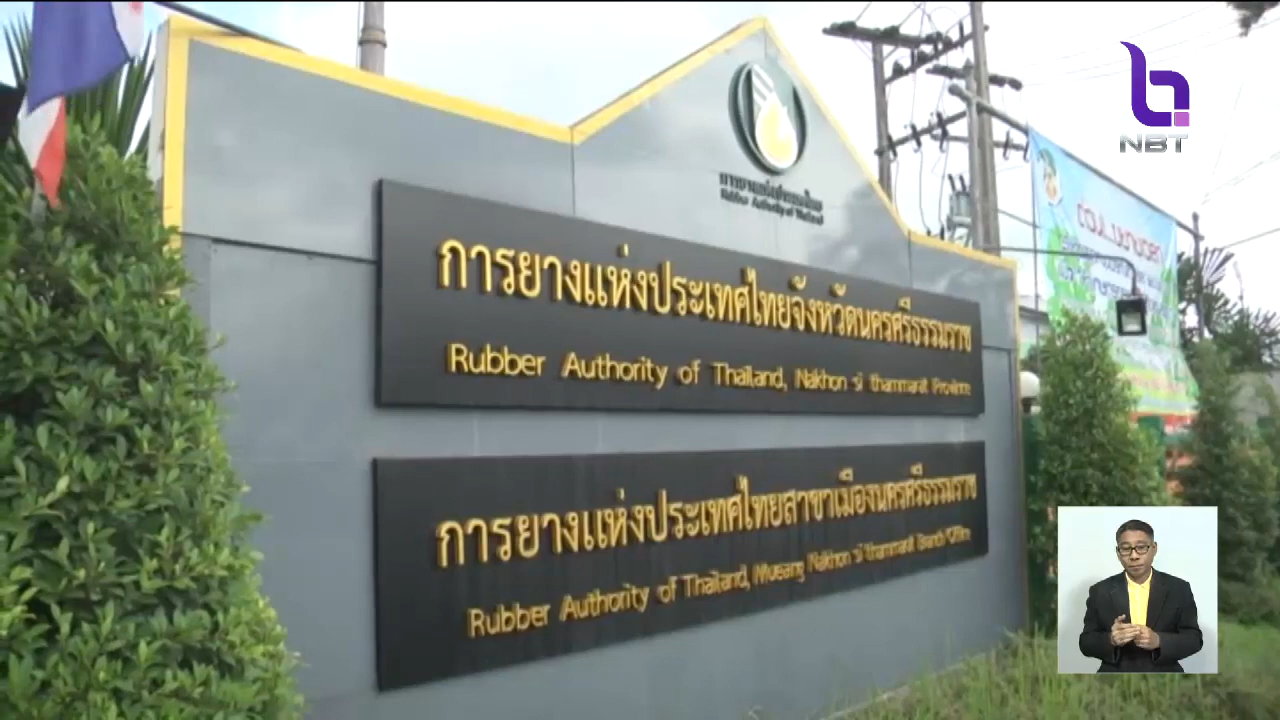 NBT
การยางแห่งประเทศไทย
Rubber Authority of Thailand
การยางแห่งประเทศไทยจังหวัดนครศรีธรรมราช
Rubber Authority of Thailand, Nakhon si thammarat Province
การยางแห่งประเทศไทยสาขาเมืองนครศรีธรรมราช
Rubber Authority of Thailand, Mueang Nakhon si thammarat Branch Office